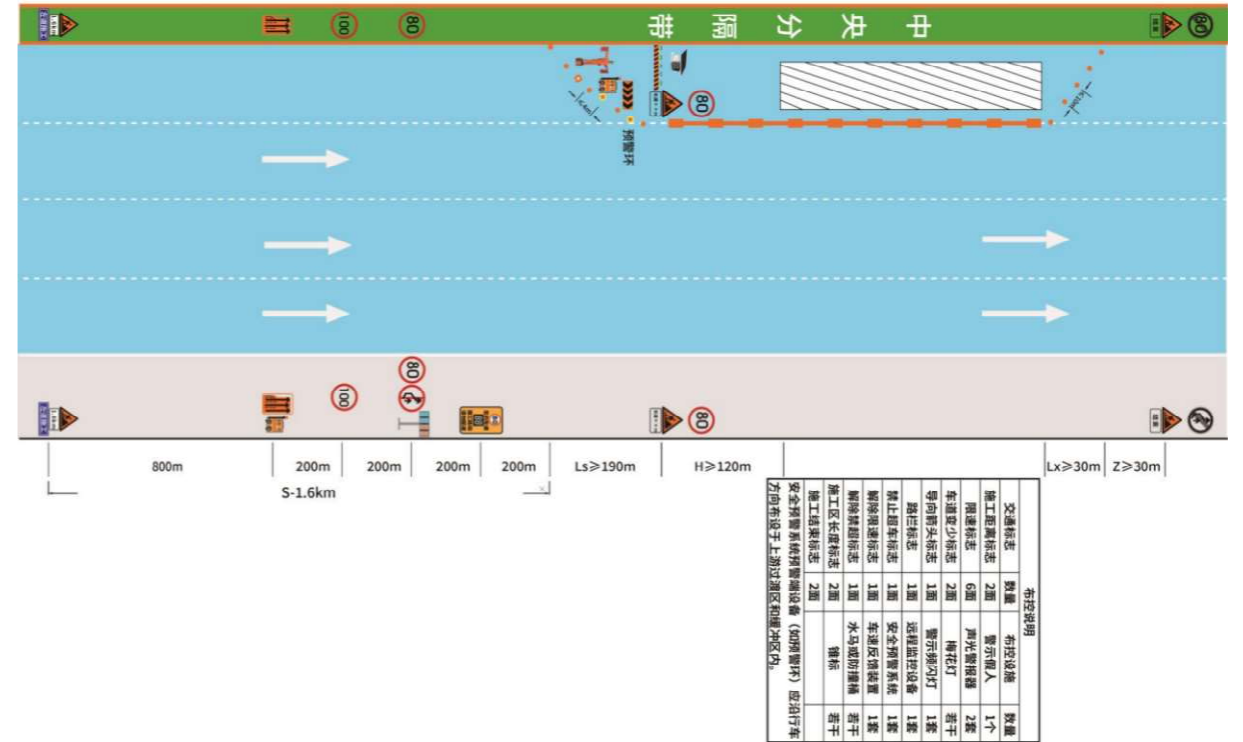 100
80
中央分隔带
80
80
预警环
80
100
80
800m
200m
200m
200m
200m
Ls≥190m
H≥120m
Lx≥30m
Z≥30m
S-1.6km
布控说明
交通标志 数量 布控设施 数量
施工距离标志 2面 警示假人 1个
限速标志 6面 声光警报器 2套
车道变少标志 2面 梅花灯 若干
导向箭头标志 1面 警示频闪灯 1套
路栏标志 1面 远程监控设备 1套
禁止超车标志 1面 安全预警系统 1套
解除限速标志 1面 车速反馈装置 1套
解除禁超标志 1面 水马或防撞桶 若干
施工区长度标志 2面 锥标 若干
施工结束标志 2面
安全预警系统预警端设备（如预警环）应沿行车
方向布设于上游过渡区和缓冲区内。